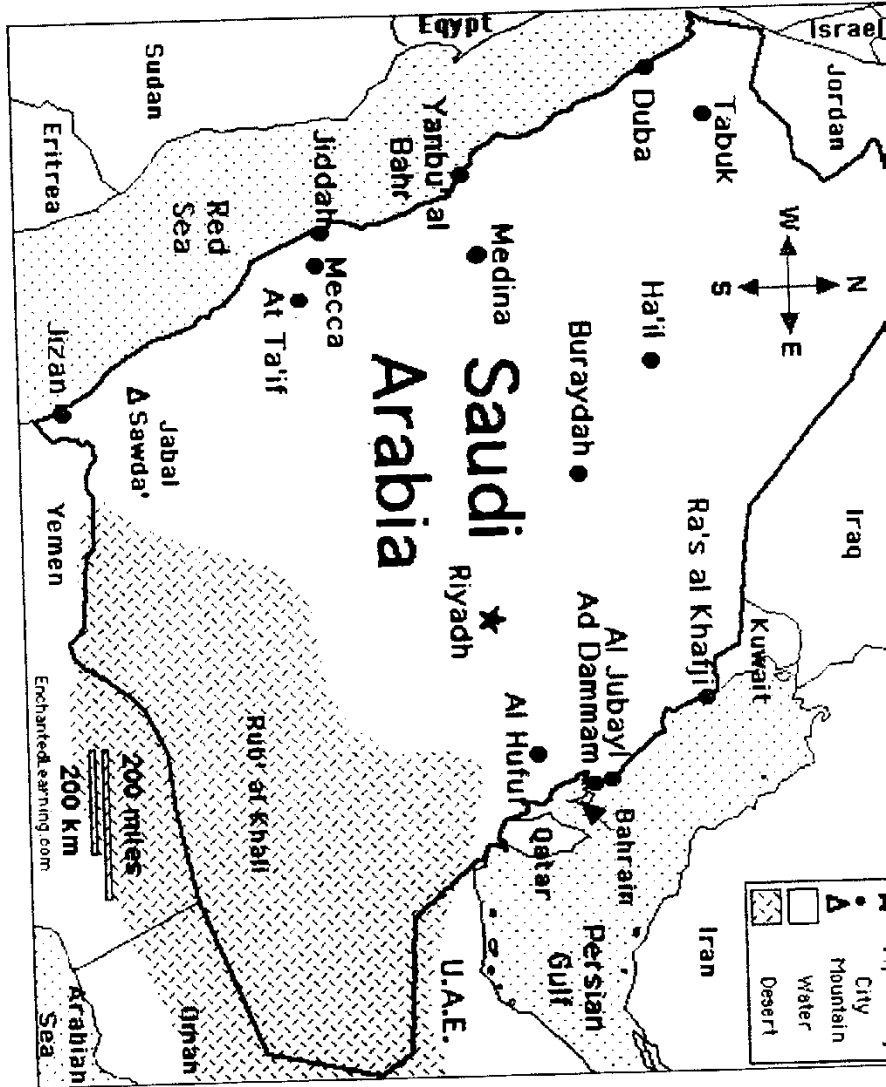 Israel
Jordan
Iraq
Iran
City
Mountain
Water
Desert
N
W
E
S
Tabuk
Duba
Ha'il
Buraydah
Ra's al Khafji
Kuwait
Al Jubayl
Ad Dammam
Bahrain
Persian
Gulf
Egypt
Yanbu' al
Bahr
Medina
Saudi
Arabia
Riyadh
Al Hufuf
Qatar
U.A.E.
Jiddah
Mecca
At Ta'if
Red
Sea
Sudan
Eritrea
Jizan
Jabal
Sawda'
Rub' al Khali
Yemen
Oman
200 miles
200 km
EnchantedLearning.com
Arabian
Sea